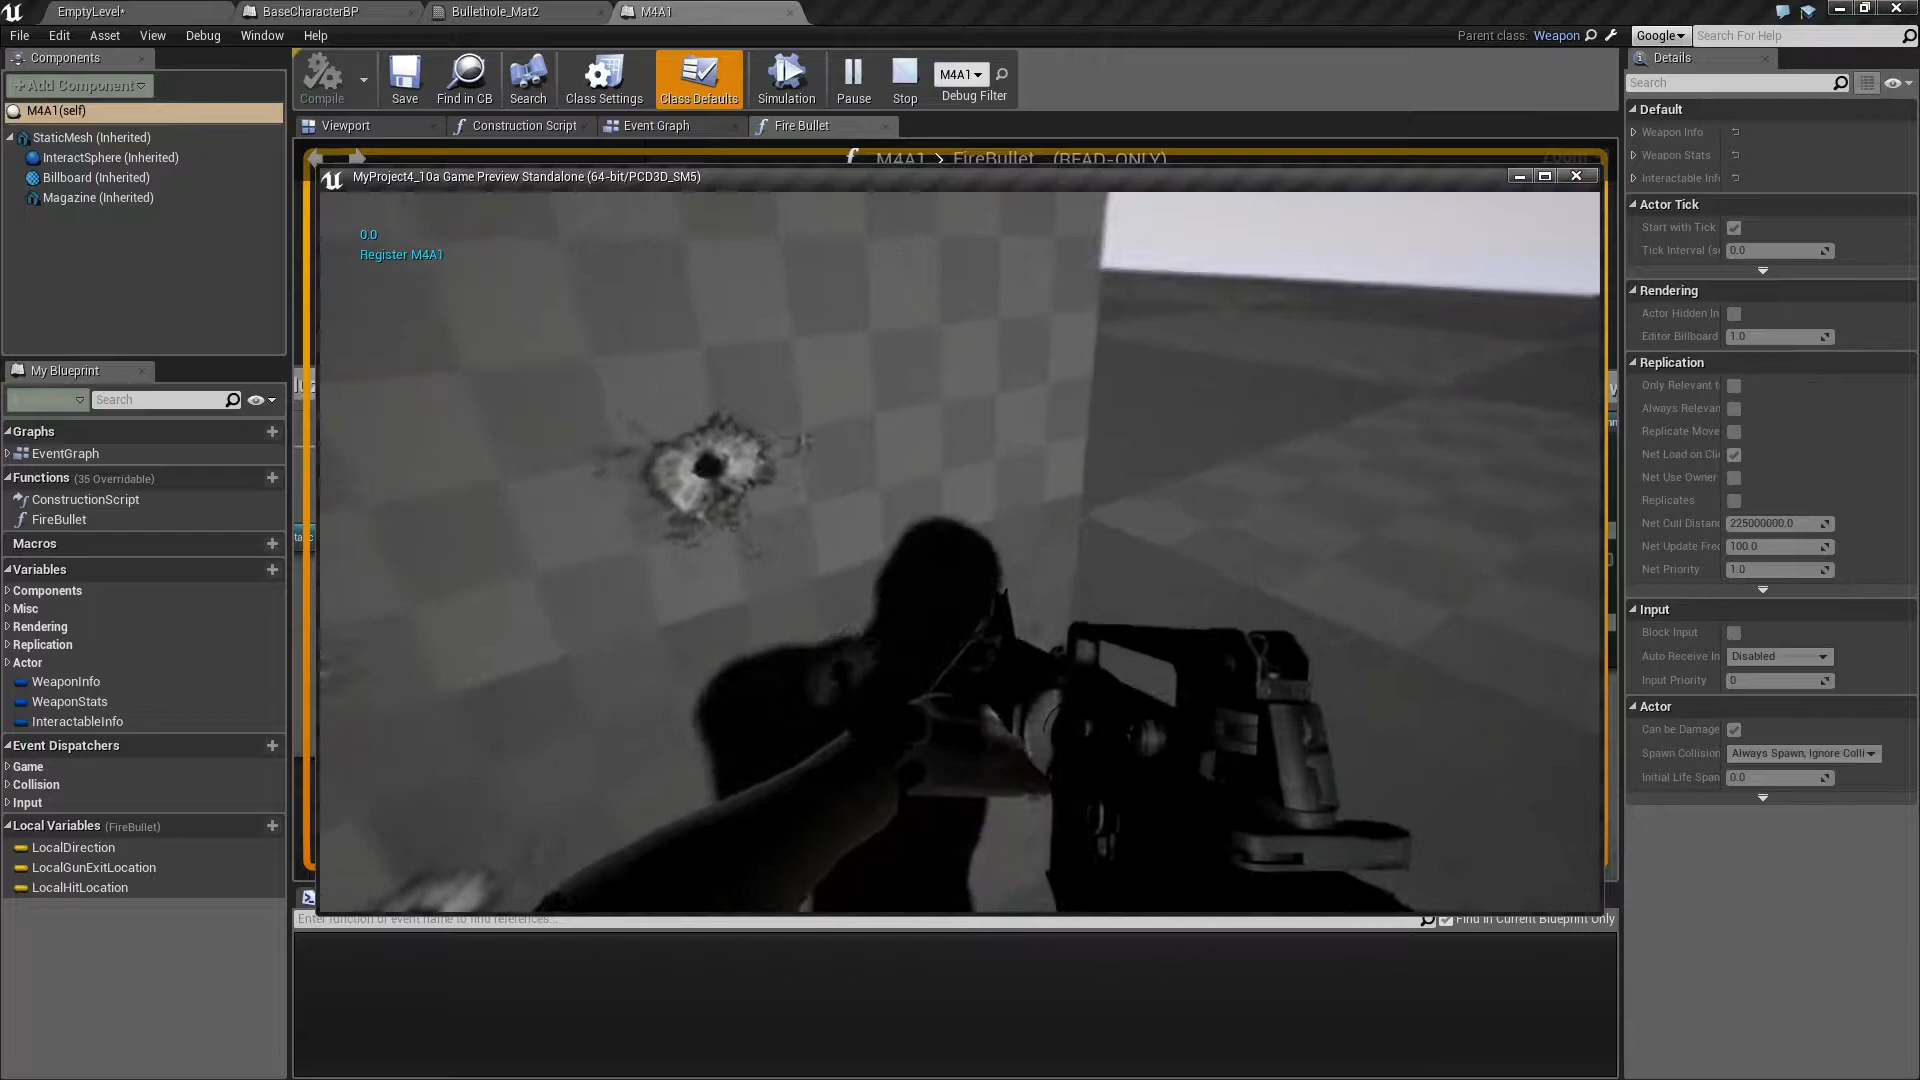 EmptyLevel*
BaseCharacterBP
Bullethole_Mat2
M4A1
File Edit Asset View Debug Window Help
Parent class: Weapon
Google
Search For Help
Components
+Add Component
M4A1(self)
StaticMesh (Inherited)
InteractSphere (Inherited)
Billboard (Inherited)
Magazine (Inherited)
Compile
Save
Find in CB
Search
Class Settings
Class Defaults
Simulation
Pause
Stop
M4A1
Debug Filter
Viewport
Construction Script
Event Graph
Fire Bullet
M4A1 > FireBullet (READ-ONLY)
Zoom
MyProject4_10a Game Preview Standalone (64-bit/PCD3D_SM5)
0.0
Register M4A1
My Blueprint
Search
Graphs
EventGraph
Functions (35 Overridable)
ConstructionScript
FireBullet
Macros
Variables
Components
Misc
Rendering
Replication
Actor
WeaponInfo
WeaponStats
InteractableInfo
Event Dispatchers
Game
Collision
Input
Local Variables (FireBullet)
LocalDirection
LocalGunExitLocation
LocalHitLocation
Enter function or event name to find references...
Find in Current Blueprint Only
Details
Search
Default
Weapon Info
Weapon Stats
Interactable Info
Actor Tick
Start with Tick
Tick Interval (s
0.0
Rendering
Actor Hidden In
Editor Billboard
1.0
Replication
Only Relevant t
Always Relevan
Replicate Move
Net Load on Cli
Net Use Owner
Replicates
Net Cull Distanc
225000000.0
Net Update Fre
100.0
Net Priority
1.0
Input
Block Input
Auto Receive In
Disabled
Input Priority
0
Actor
Can be Damage
Spawn Collision
Always Spawn, Ignore Colli
Initial Life Span
0.0